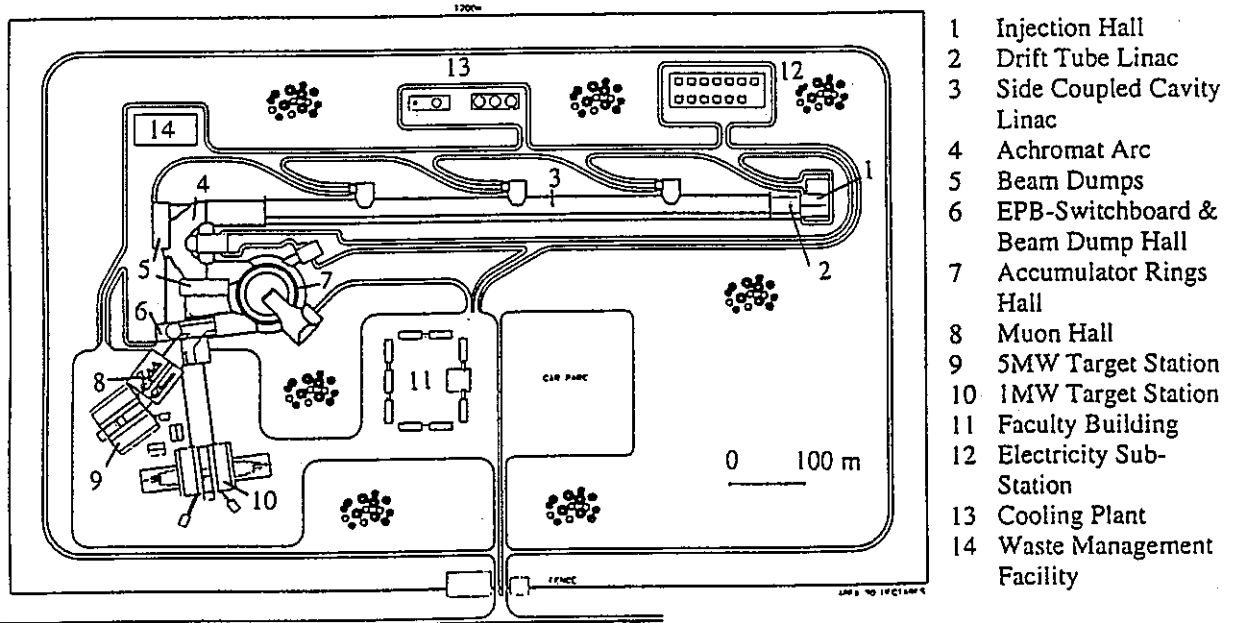 1200m
13
12
14
1
4
3
5
2
7
6
8
11
CAR PARC
9
10
0 100 m
FENCE
1 Injection Hall
2 Drift Tube Linac
3 Side Coupled Cavity
Linac
4 Achromat Arc
5 Beam Dumps
6 EPB-Switchboard &
Beam Dump Hall
7 Accumulator Rings
Hall
8 Muon Hall
9 5MW Target Station
10 1MW Target Station
11 Faculty Building
12 Electricity Sub-
Station
13 Cooling Plant
14 Waste Management
Facility